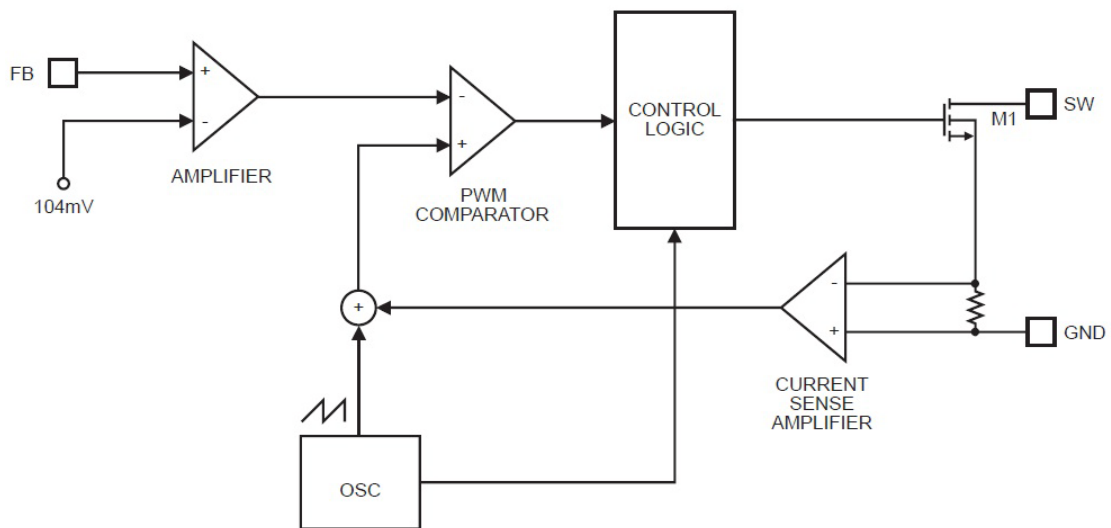 FB
+
-
104mV
AMPLIFIER
-
+
PWM
COMPARATOR
CONTROL
LOGIC
M1
SW
+
-
+
GND
CURRENT
SENSE
AMPLIFIER
OSC